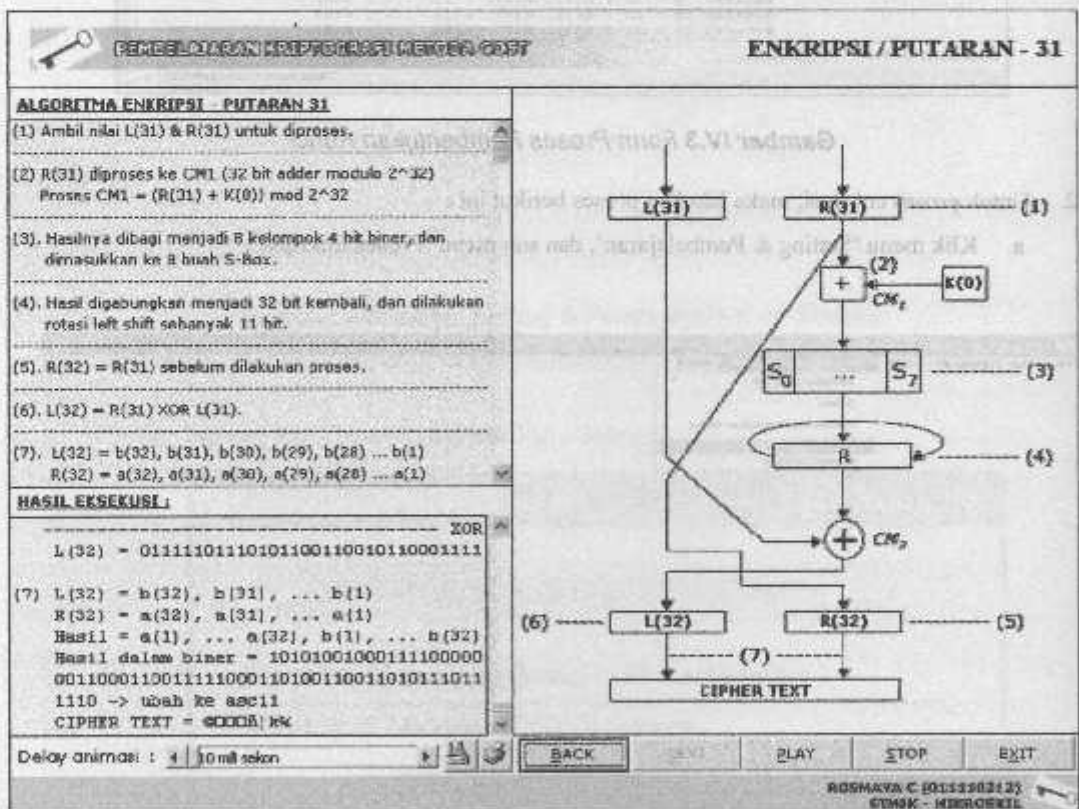 PEMBELAJARAN KRIPTOGRAFI METODA GOST
ENKRIPSI / PUTARAN - 31
ALGORITMA ENKRIPSI - PUTARAN 31
(1) Ambil nilai L(31) & R(31) untuk diproses.
(2) R(31) diproses ke CM1 (32 bit adder modulo 2^32)
Proses CM1 = (R(31) + K(0)) mod 2^32
(3). Hasilnya dibagi menjadi 8 kelompok 4 bit biner, dan
dimasukkan ke 8 buah S-Box.
(4). Hasil digabungkan menjadi 32 bit kembali, dan dilakukan
rotasi left shift sebanyak 11 bit.
(5). R(32) = R(31) sebelum dilakukan proses.
(6). L(32) = R(31) XOR L(31).
(7). L(32) = b(32), b(31), b(30), b(29), b(28) ... b(1)
R(32) = a(32), a(31), a(30), a(29), a(28) ... a(1)
HASIL EKSEKUSI :
XOR
L(32) = 01111101110101100110010110001111
(7) L(32) = b(32), b(31), ... b(1)
R(32) = a(32), a(31), ... a(1)
Hasil = a(1), ... a(32), b(1), ... b(32)
Hasil dalam biner = 10101001000111100000
0011000110011111000110100110011010111011
1110 -> ubah ke ascii
CIPHER TEXT =
L(31)
R(31)
(1)
(2)
+
K(0)
CM1
S0
...
S7
(3)
R
(4)
+
CM2
(6)
L(32)
R(32)
(5)
(7)
CIPHER TEXT
Delay animasi :
10 mili sekon
BACK
NEXT
PLAY
STOP
EXIT
ROSMAYA C (011110212)
STMIK - MIKROSKIL
Gambar IV.3 Form Proses Pembentukan Kunci